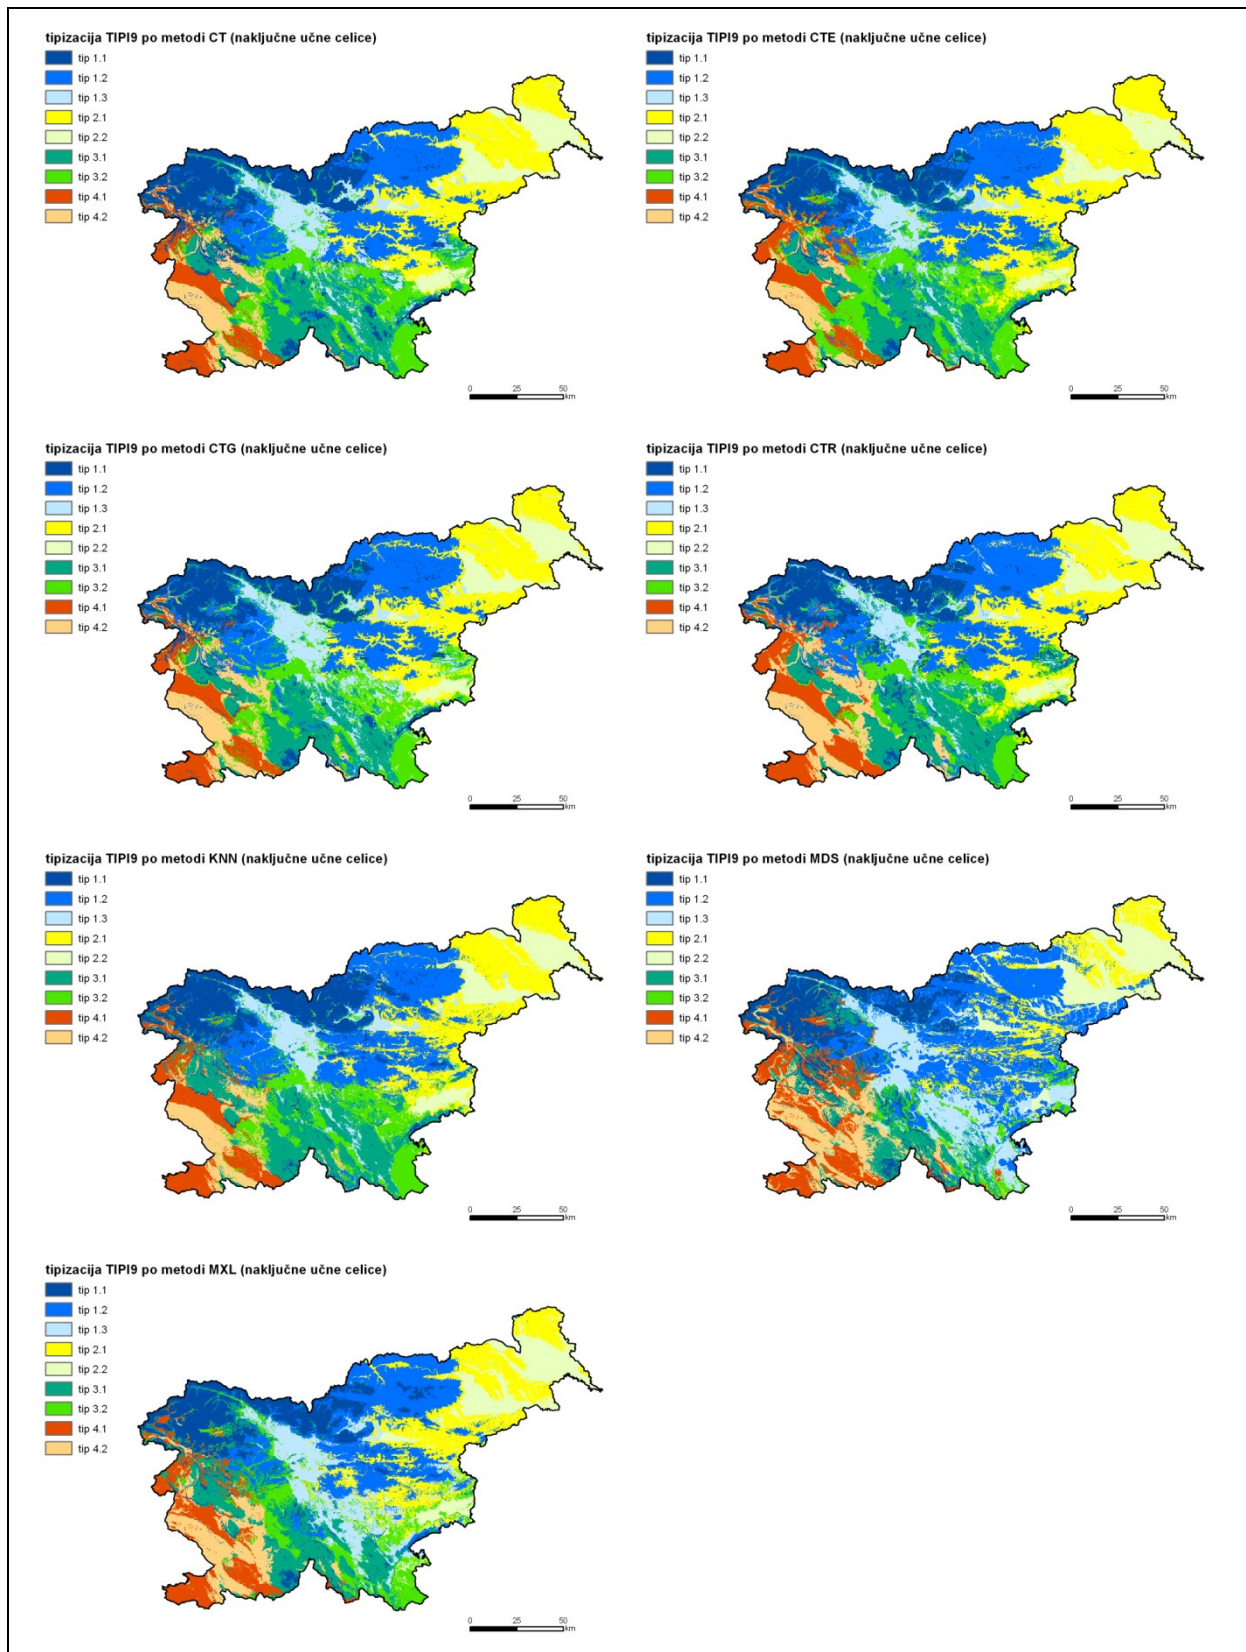 tipizacija TIPI9 po metodi CT (naključne učne celice)
tip 1.1
tip 1.2
tip 1.3
tip 2.1
tip 2.2
tip 3.1
tip 3.2
tip 4.1
tip 4.2
0 25 50
km
tipizacija TIPI9 po metodi CTE (naključne učne celice)
tip 1.1
tip 1.2
tip 1.3
tip 2.1
tip 2.2
tip 3.1
tip 3.2
tip 4.1
tip 4.2
0 25 50
km
tipizacija TIPI9 po metodi CTG (naključne učne celice)
tip 1.1
tip 1.2
tip 1.3
tip 2.1
tip 2.2
tip 3.1
tip 3.2
tip 4.1
tip 4.2
0 25 50
km
tipizacija TIPI9 po metodi CTR (naključne učne celice)
tip 1.1
tip 1.2
tip 1.3
tip 2.1
tip 2.2
tip 3.1
tip 3.2
tip 4.1
tip 4.2
0 25 50
km
tipizacija TIPI9 po metodi KNN (naključne učne celice)
tip 1.1
tip 1.2
tip 1.3
tip 2.1
tip 2.2
tip 3.1
tip 3.2
tip 4.1
tip 4.2
0 25 50
km
tipizacija TIPI9 po metodi MDS (naključne učne celice)
tip 1.1
tip 1.2
tip 1.3
tip 2.1
tip 2.2
tip 3.1
tip 3.2
tip 4.1
tip 4.2
0 25 50
km
tipizacija TIPI9 po metodi MXL (naključne učne celice)
tip 1.1
tip 1.2
tip 1.3
tip 2.1
tip 2.2
tip 3.1
tip 3.2
tip 4.1
tip 4.2
0 25 50
km